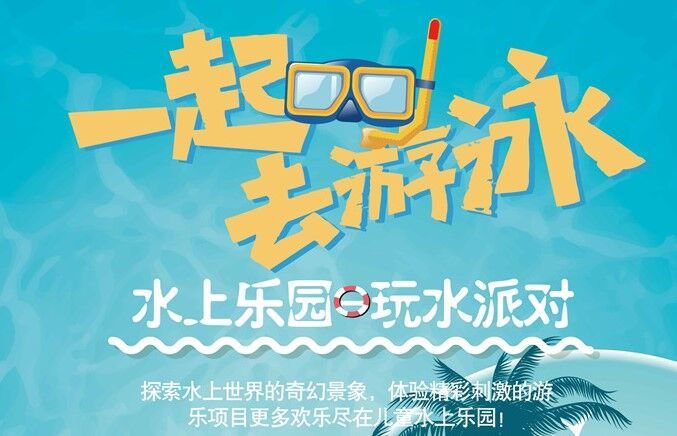 一起
去游泳
水上乐园 玩水派对
探索水上世界的奇幻景象，体验精彩刺激的游
乐项目更多欢乐尽在儿童水上乐园！